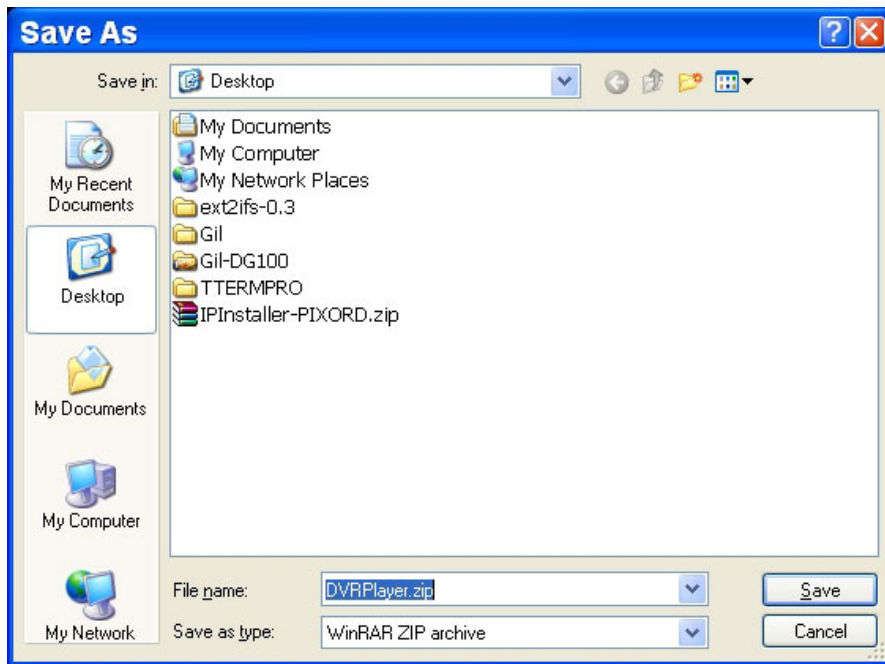 Save As
Save in: Desktop
My Recent
Documents
Desktop
My Documents
My Computer
My Network
My Documents
My Computer
My Network Places
ext2ifs-0.3
Gil
Gil-DG100
TTERMPRO
IPInstaller-PIXORD.zip
File name: DVRPlayer.zip Save
Save as type: WinRAR ZIP archive Cancel